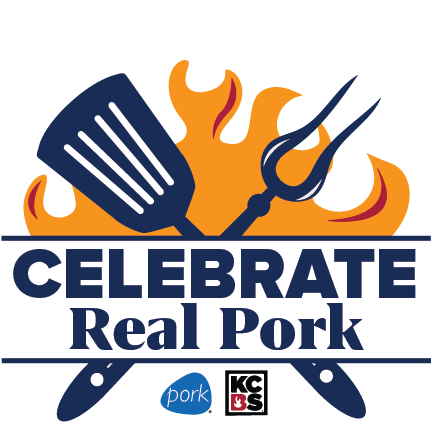 CELEBRATE
Real Pork
pork®
KC
BS